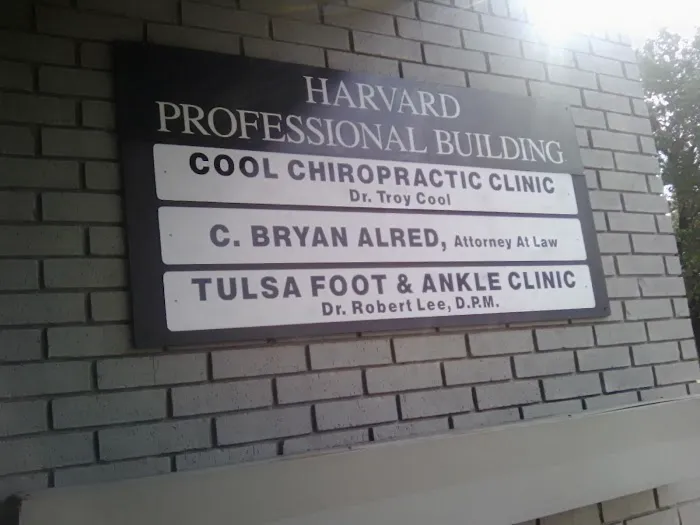 HARVARD
PROFESSIONAL BUILDING
COOL CHIROPRACTIC CLINIC
Dr. Troy Cool
C. BRYAN ALRED, Attorney At Law
TULSA FOOT & ANKLE CLINIC
Dr. Robert Lee, D.P.M.